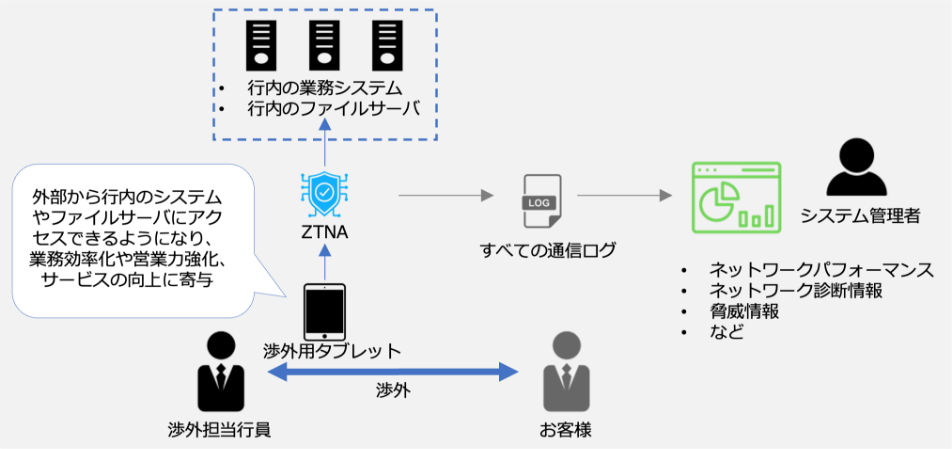 ・ 行内の業務システム
・ 行内のファイルサーバ
外部から行内のシステム
やファイルサーバにアク
セスできるようになり、
業務効率化や営業力強化、
サービスの向上に寄与
ZTNA
LOG
すべての通信ログ
システム管理者
・ ネットワークパフォーマンス
・ ネットワーク診断情報
・ 脅威情報
・ など
渉外用タブレット
渉外
渉外担当行員
お客様